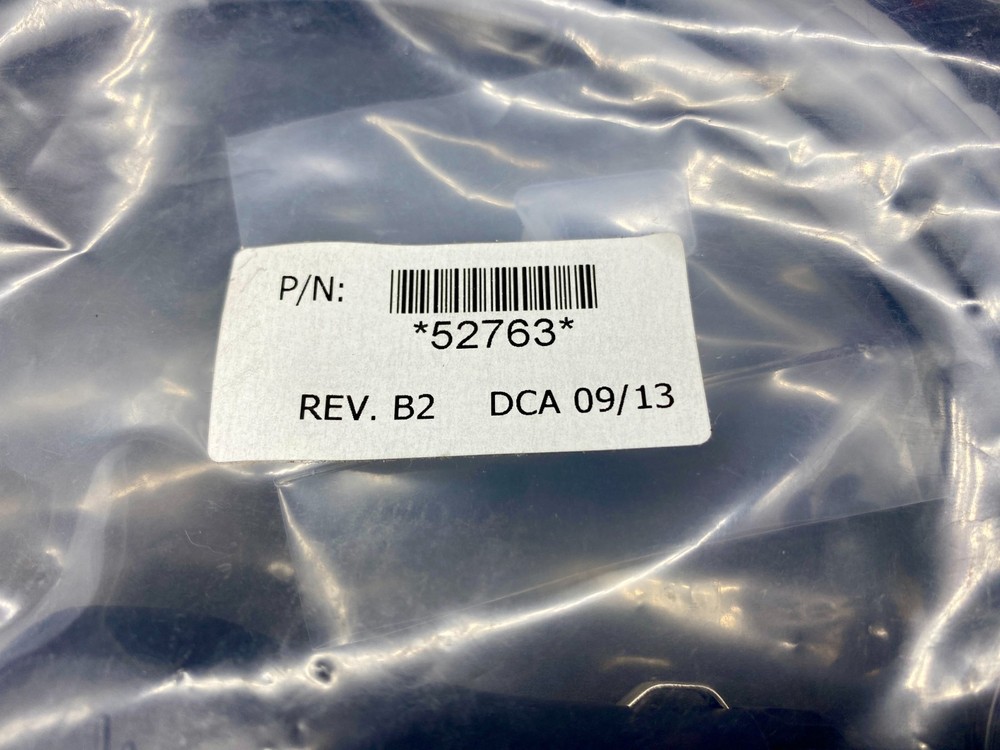 P/N:
*52763*
REV. B2 DCA 09/13